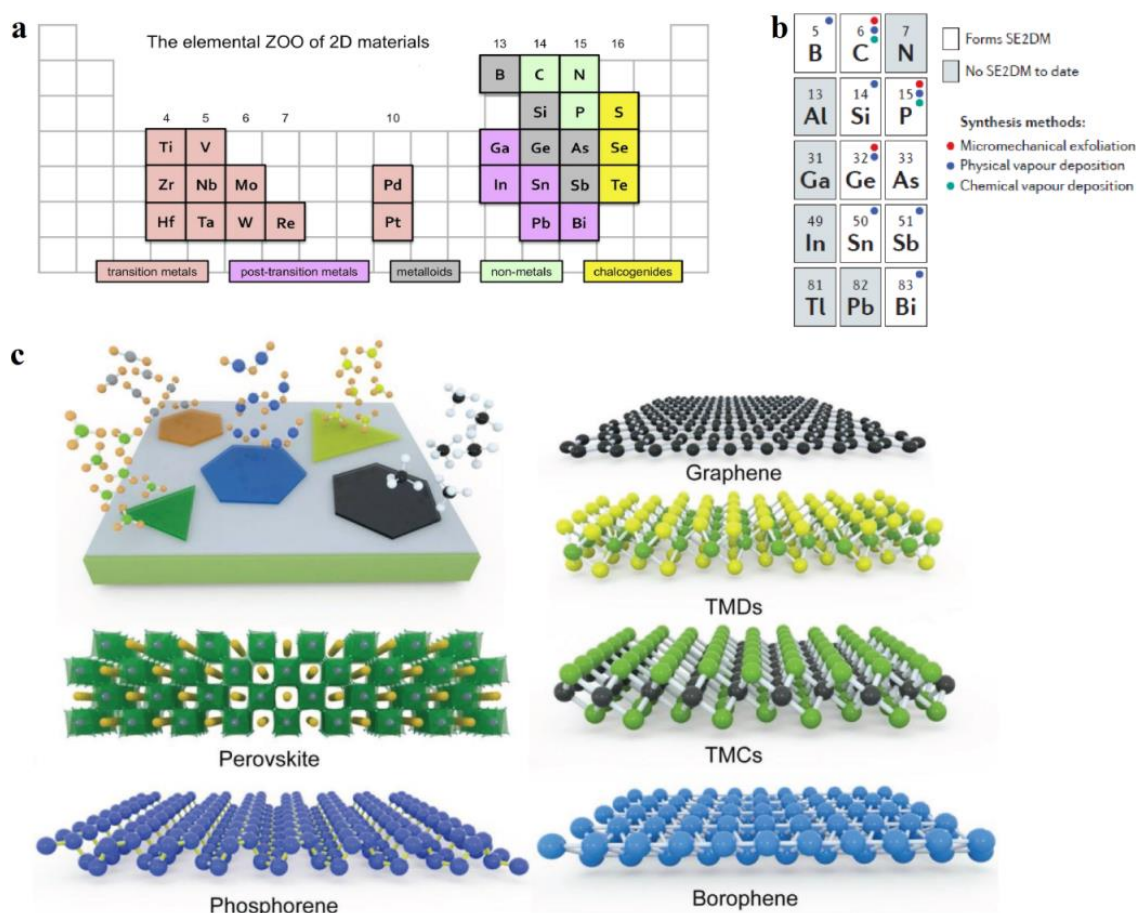 a
The elemental ZOO of 2D materials
13 14 15 16
B C N
4 5 6 7 10
Si P S
Ti V Ga Ge As Se
Zr Nb Mo Pd In Sn Sb Te
Hf Ta W Re Pt Pb Bi
transition metals post-transition metals metalloids non-metals chalcogenides
b
5 6 7
B C N
13 14 15
Al Si P
31 32 33
Ga Ge As
49 50 51
In Sn Sb
81 82 83
Tl Pb Bi
Forms SE2DM
No SE2DM to date
Synthesis methods:
Micromechanical exfoliation
Physical vapour deposition
Chemical vapour deposition
c
Graphene
TMDs
Perovskite
TMCs
Phosphorene
Borophene